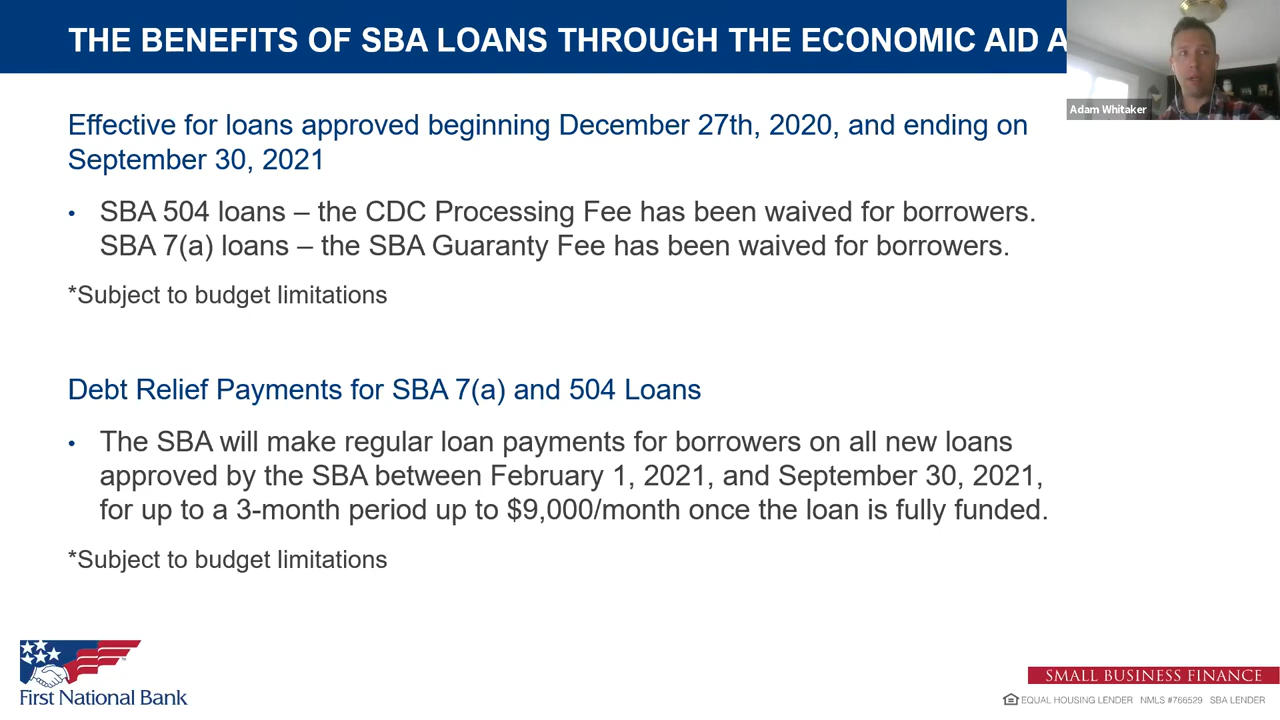 THE BENEFITS OF SBA LOANS THROUGH THE ECONOMIC AID A
Adam Whitaker
Effective for loans approved beginning December 27th, 2020, and ending on
September 30, 2021
• SBA 504 loans – the CDC Processing Fee has been waived for borrowers.
SBA 7(a) loans – the SBA Guaranty Fee has been waived for borrowers.
*Subject to budget limitations
Debt Relief Payments for SBA 7(a) and 504 Loans
• The SBA will make regular loan payments for borrowers on all new loans
approved by the SBA between February 1, 2021, and September 30, 2021,
for up to a 3-month period up to $9,000/month once the loan is fully funded.
*Subject to budget limitations
First National Bank
SMALL BUSINESS FINANCE
EQUAL HOUSING LENDER NMLS #766529 SBA LENDER